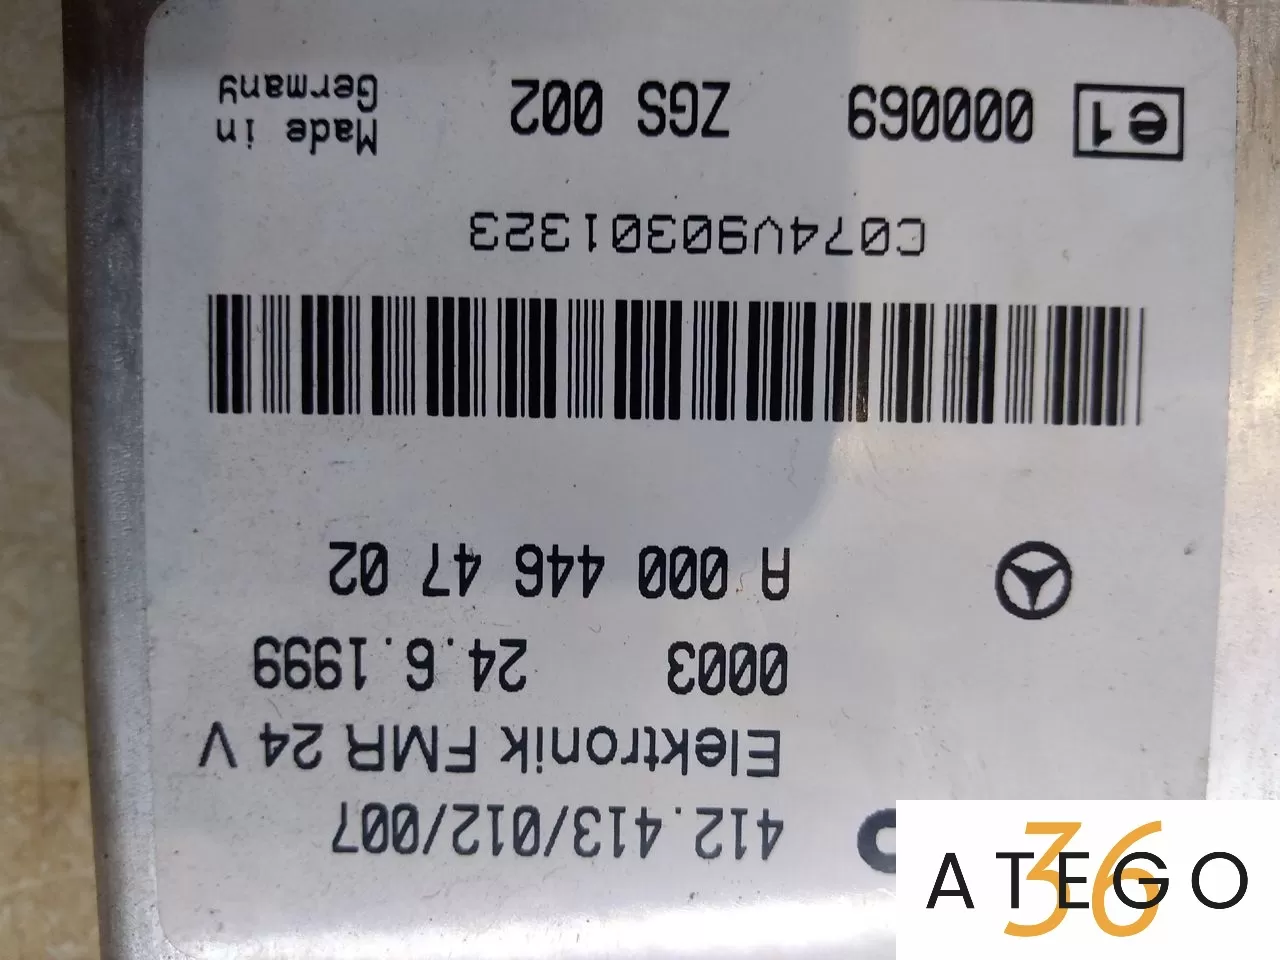 412.413/012/007
Elektronik FMR 24 V
0003 24.6.1999
A 000 446 47 02
C074V90301323
e1 000069 ZGS 002 Made in
Germany
ATEGO
36